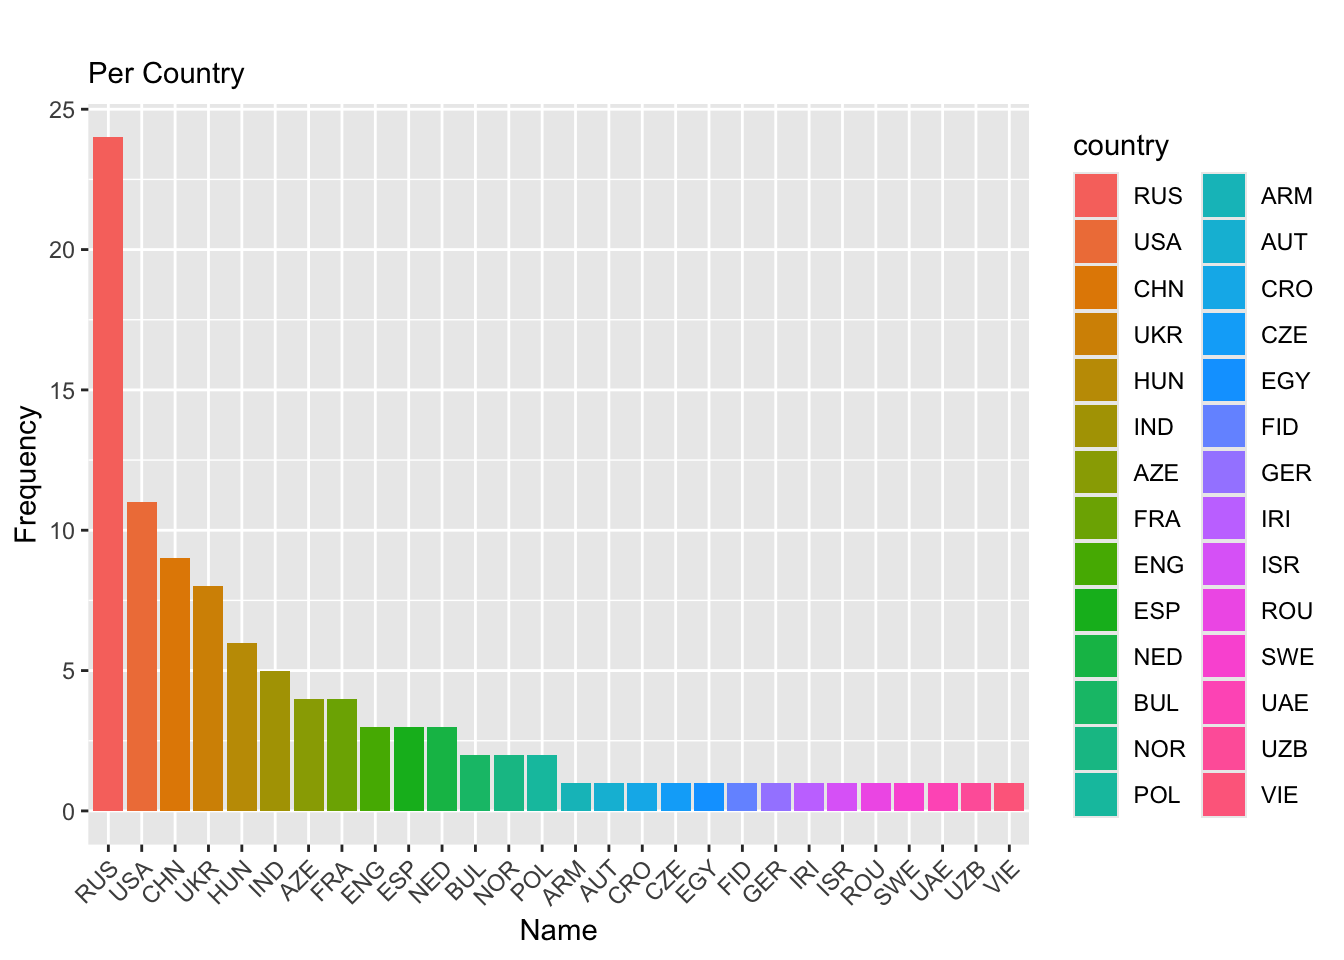 Per Country
25
20
15
10
5
0
Frequency
RUS
USA
CHN
UKR
HUN
IND
AZE
FRA
ENG
ESP
NED
BUL
NOR
POL
ARM
AUT
CRO
CZE
EGY
FID
GER
IRI
ISR
ROU
SWE
UAE
UZB
VIE
Name
country
RUS
USA
CHN
UKR
HUN
IND
AZE
FRA
ENG
ESP
NED
BUL
NOR
POL
ARM
AUT
CRO
CZE
EGY
FID
GER
IRI
ISR
ROU
SWE
UAE
UZB
VIE